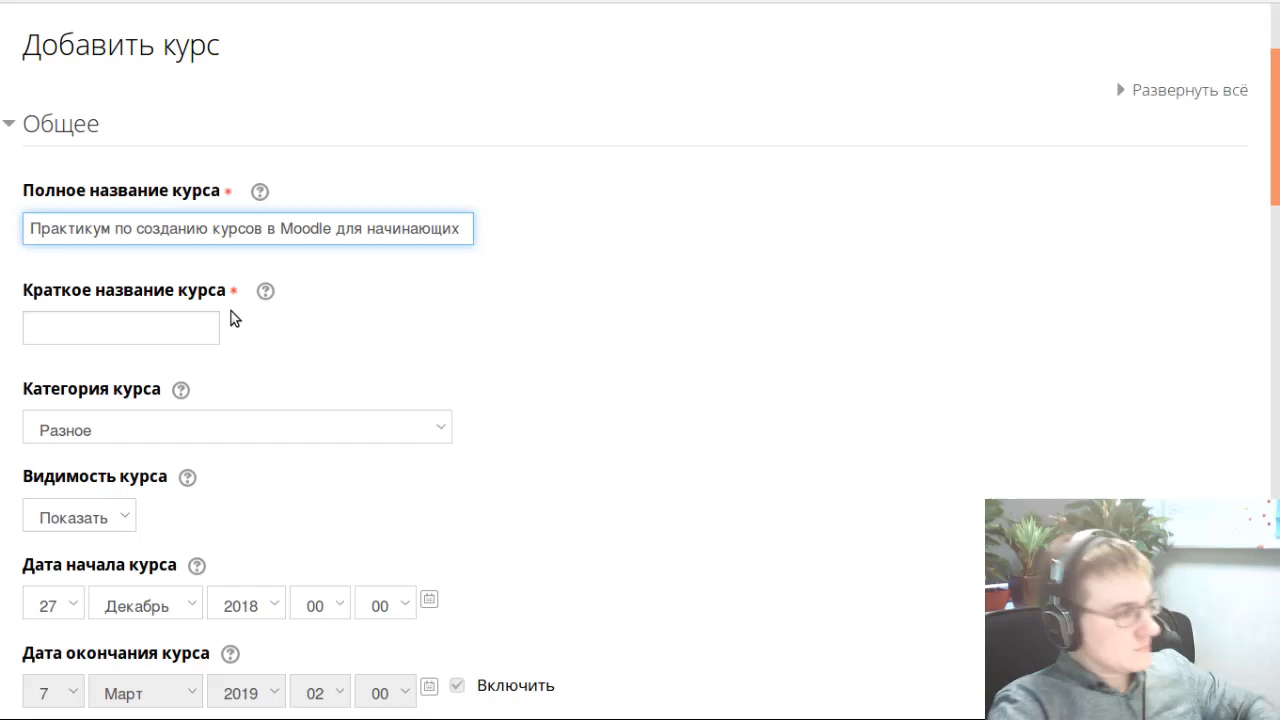 Добавить курс
Развернуть всё
Общее
Полное название курса *
Практикум по созданию курсов в Moodle для начинающих
Краткое название курса *
Категория курса
Разное
Видимость курса
Показать
Дата начала курса
27 Декабрь 2018 00 00
Дата окончания курса
7 Март 2019 02 00 Включить